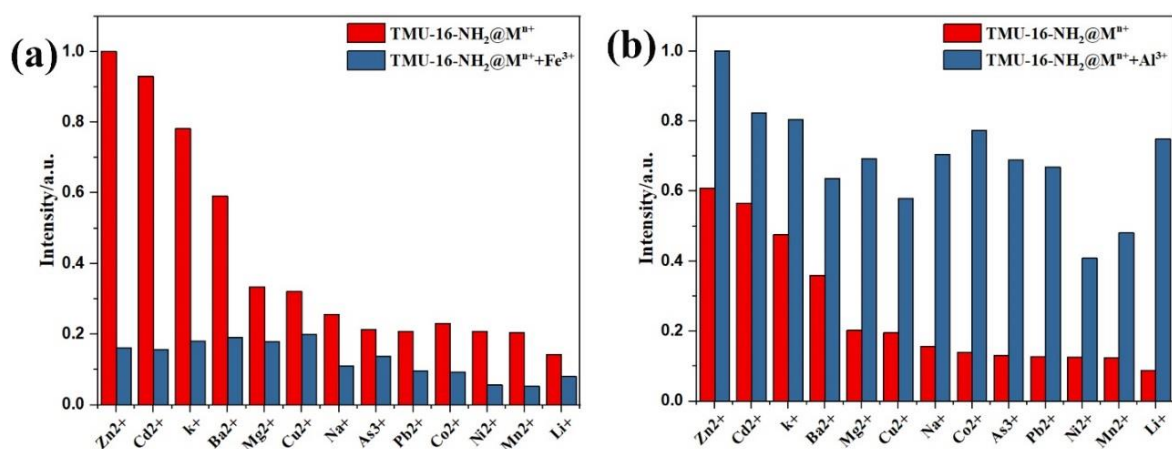 (a)
TMU-16-NH₂@Mⁿ⁺
TMU-16-NH₂@Mⁿ⁺+Fe³⁺
Intensity/a.u.
1.0
0.8
0.6
0.4
0.2
0.0
Zn2+
Cd2+
k+
Ba2+
Mg2+
Cu2+
Na+
As3+
Pb2+
Co2+
Ni2+
Mn2+
Li+
(b)
TMU-16-NH₂@Mⁿ⁺
TMU-16-NH₂@Mⁿ⁺+Al³⁺
Intensity/a.u.
1.0
0.8
0.6
0.4
0.2
0.0
Zn2+
Cd2+
k+
Ba2+
Mg2+
Cu2+
Na+
Co2+
As3+
Pb2+
Ni2+
Mn2+
Li+